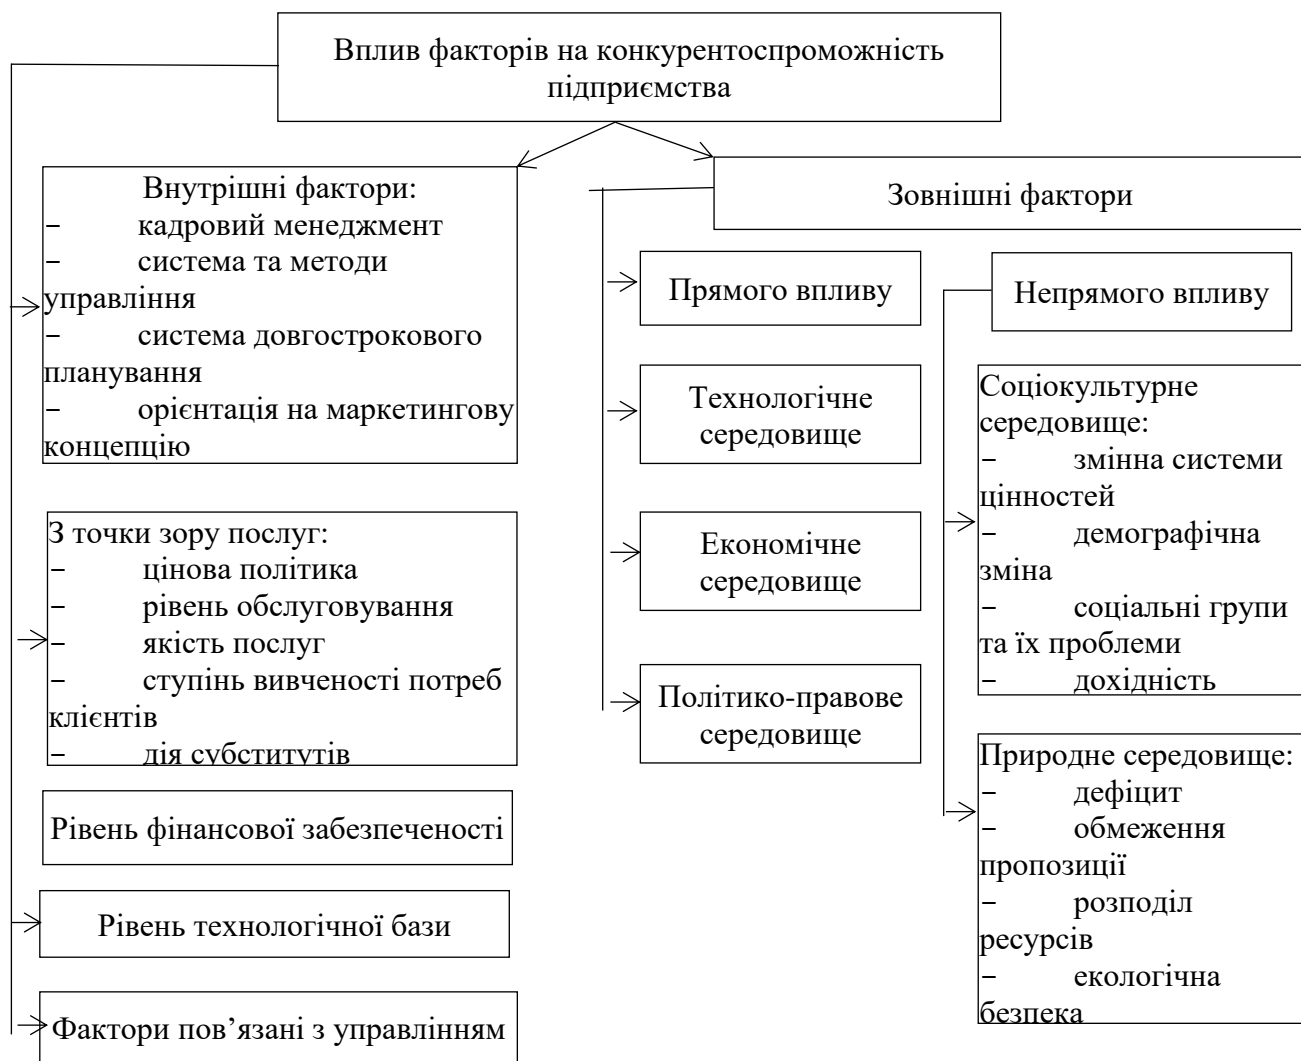 Вплив факторів на конкурентоспроможність
підприємства
Внутрішні фактори:
− кадровий менеджмент
− система та методи
управління
− система довгострокового
планування
− орієнтація на маркетингову
концепцію
З точки зору послуг:
− цінова політика
− рівень обслуговування
− якість послуг
− ступінь вивченості потреб
клієнтів
− дія субститутів
Рівень фінансової забезпеченості
Рівень технологічної бази
Фактори пов’язані з управлінням
Зовнішні фактори
Прямого впливу
Технологічне
середовище
Економічне
середовище
Політико-правове
середовище
Непрямого впливу
Соціокультурне
середовище:
− змінна системи
цінностей
− демографічна
зміна
− соціальні групи
та їх проблеми
− дохідність
Природне середовище:
− дефіцит
− обмеження
пропозиції
− розподіл
ресурсів
− екологічна
безпека